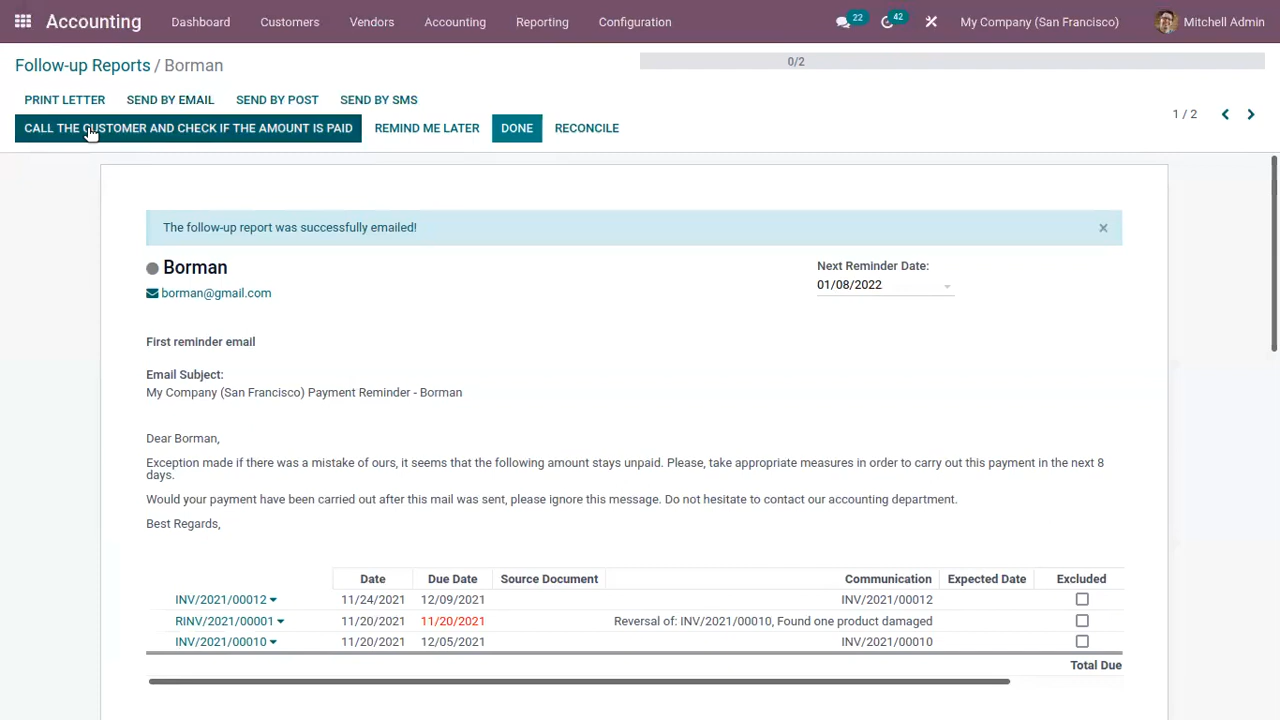 Accounting Dashboard Customers Vendors Accounting Reporting Configuration 22 42 My Company (San Francisco) Mitchell Admin
Follow-up Reports / Borman
0/2
PRINT LETTER SEND BY EMAIL SEND BY POST SEND BY SMS
CALL THE CUSTOMER AND CHECK IF THE AMOUNT IS PAID REMIND ME LATER DONE RECONCILE
1 / 2
The follow-up report was successfully emailed!
Borman
borman@gmail.com
Next Reminder Date:
01/08/2022
First reminder email
Email Subject:
My Company (San Francisco) Payment Reminder - Borman
Dear Borman,
Exception made if there was a mistake of ours, it seems that the following amount stays unpaid. Please, take appropriate measures in order to carry out this payment in the next 8
days.
Would your payment have been carried out after this mail was sent, please ignore this message. Do not hesitate to contact our accounting department.
Best Regards,
Date Due Date Source Document Communication Expected Date Excluded
INV/2021/00012 11/24/2021 12/09/2021 INV/2021/00012
RINV/2021/00001 11/20/2021 11/20/2021 Reversal of: INV/2021/00010, Found one product damaged
INV/2021/00010 11/20/2021 12/05/2021 INV/2021/00010
Total Due